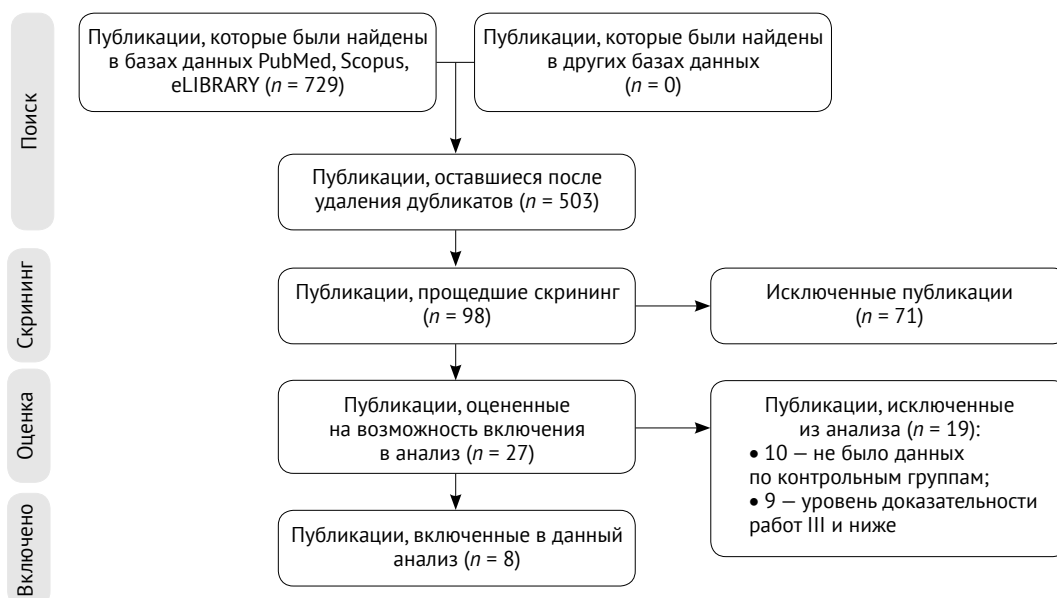 Поиск
Публикации, которые были найдены
в базах данных PubMed, Scopus,
eLIBRARY (n = 729)
Публикации, которые были найдены
в других базах данных
(n = 0)
Публикации, оставшиеся после
удаления дубликатов (n = 503)
Скрининг
Публикации, прощедшие скрининг
(n = 98)
Исключенные публикации
(n = 71)
Оценка
Публикации, оцененные
на возможность включения
в анализ (n = 27)
Публикации, исключенные
из анализа (n = 19):
• 10 — не было данных
по контрольным группам;
• 9 — уровень доказательности
работ III и ниже
Включено
Публикации, включенные в данный
анализ (n = 8)